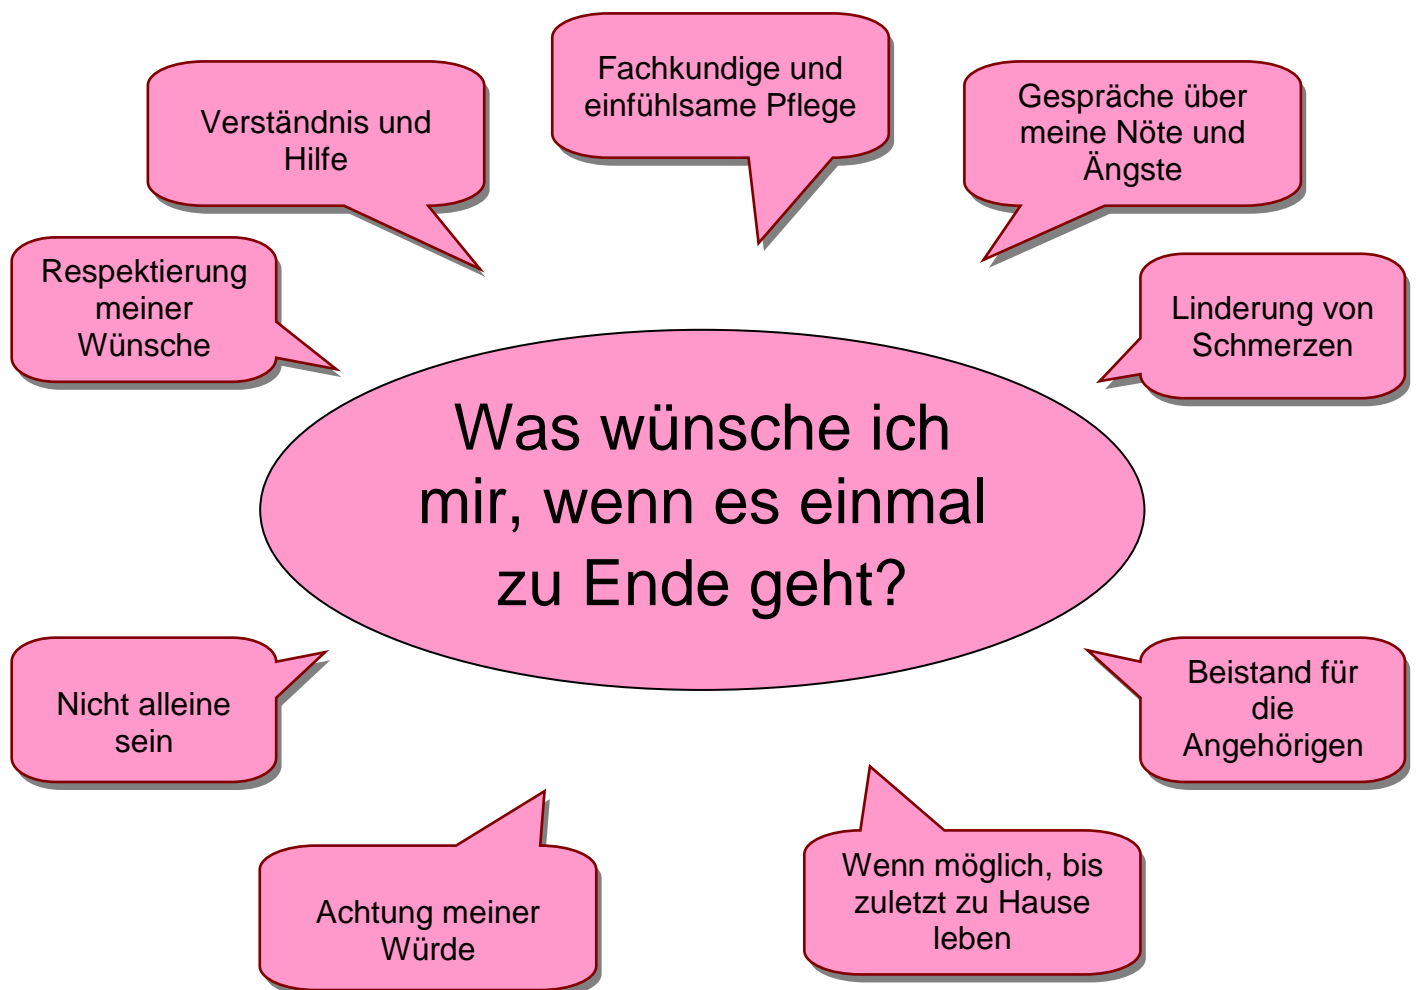 Fachkundige und
einfühlsame Pflege
Verständnis und
Hilfe
Gespräche über
meine Nöte und
Ängste
Respektierung
meiner
Wünsche
Linderung von
Schmerzen
Was wünsche ich
mir, wenn es einmal
zu Ende geht?
Nicht alleine
sein
Beistand für
die
Angehörigen
Achtung meiner
Würde
Wenn möglich, bis
zuletzt zu Hause
leben